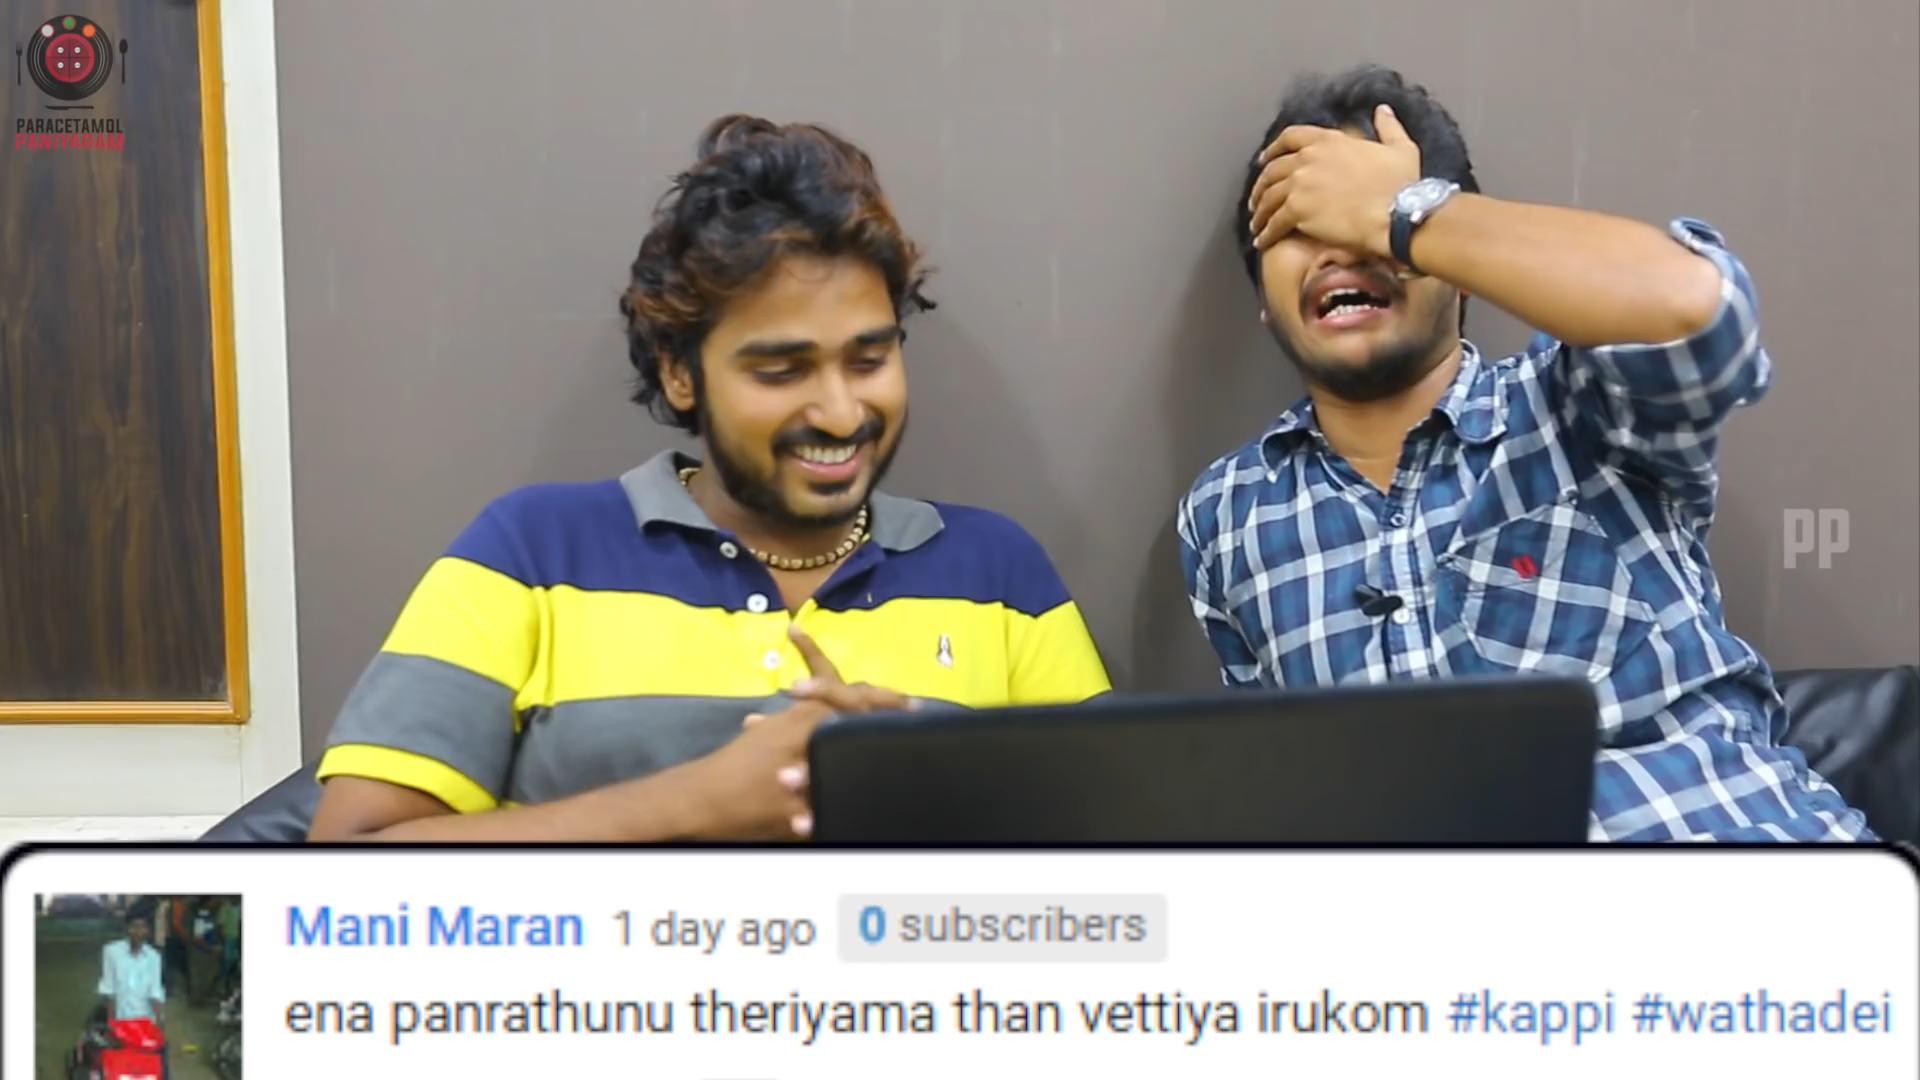 PARACETAMOL
PANIYARAM
PP
Mani Maran 1 day ago 0 subscribers
ena panrathunu theriyama than vettiya irukom #kappi #wathadei